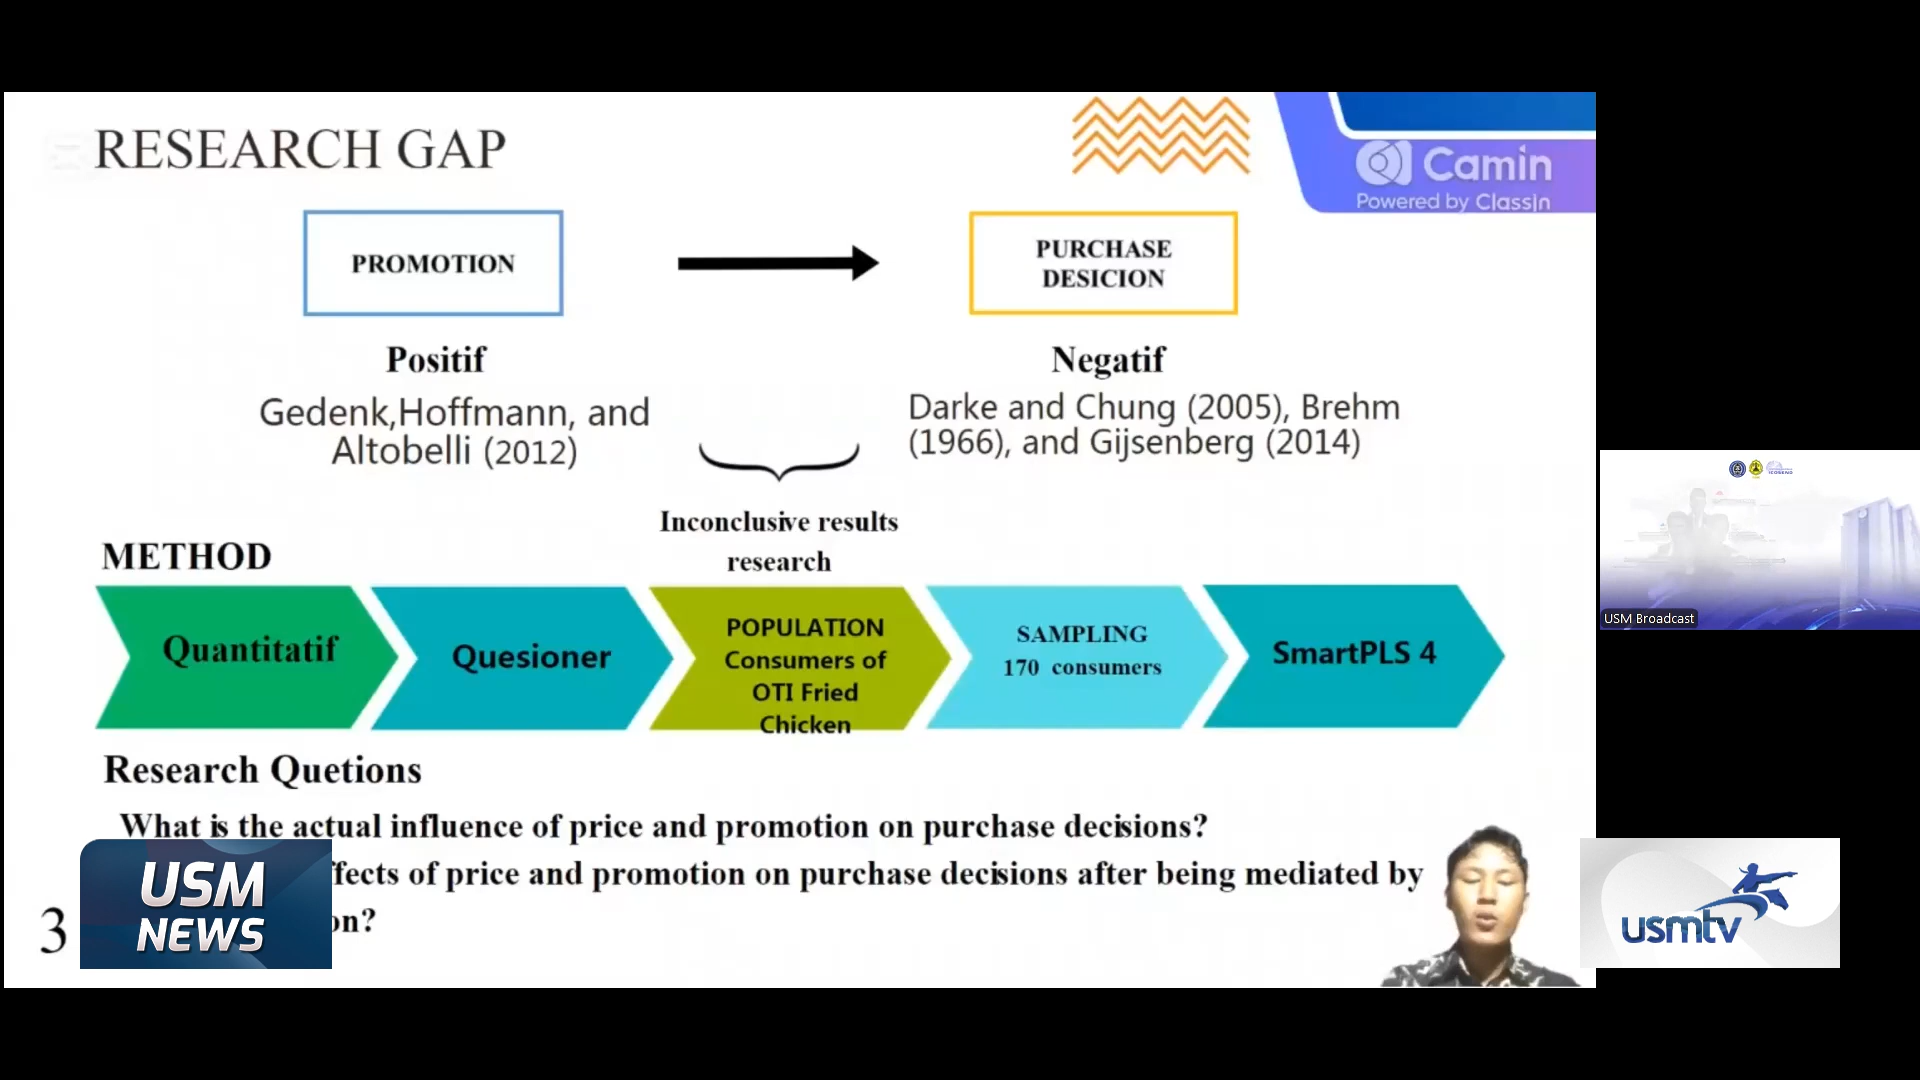 RESEARCH GAP
Camin
Powered by ClassIn
PROMOTION
PURCHASE
DESICION
Positif
Negatif
Gedenk,Hoffmann, and
Altobelli (2012)
Darke and Chung (2005), Brehm
(1966), and Gijsenberg (2014)
Inconclusive results
research
METHOD
Quantitatif
Quesioner
POPULATION
Consumers of
OTI Fried
Chicken
SAMPLING
170 consumers
SmartPLS 4
Research Quetions
What is the actual influence of price and promotion on purchase decisions?
ffects of price and promotion on purchase decisions after being mediated by
on?
3
USM
NEWS
USM Broadcast
usmtv